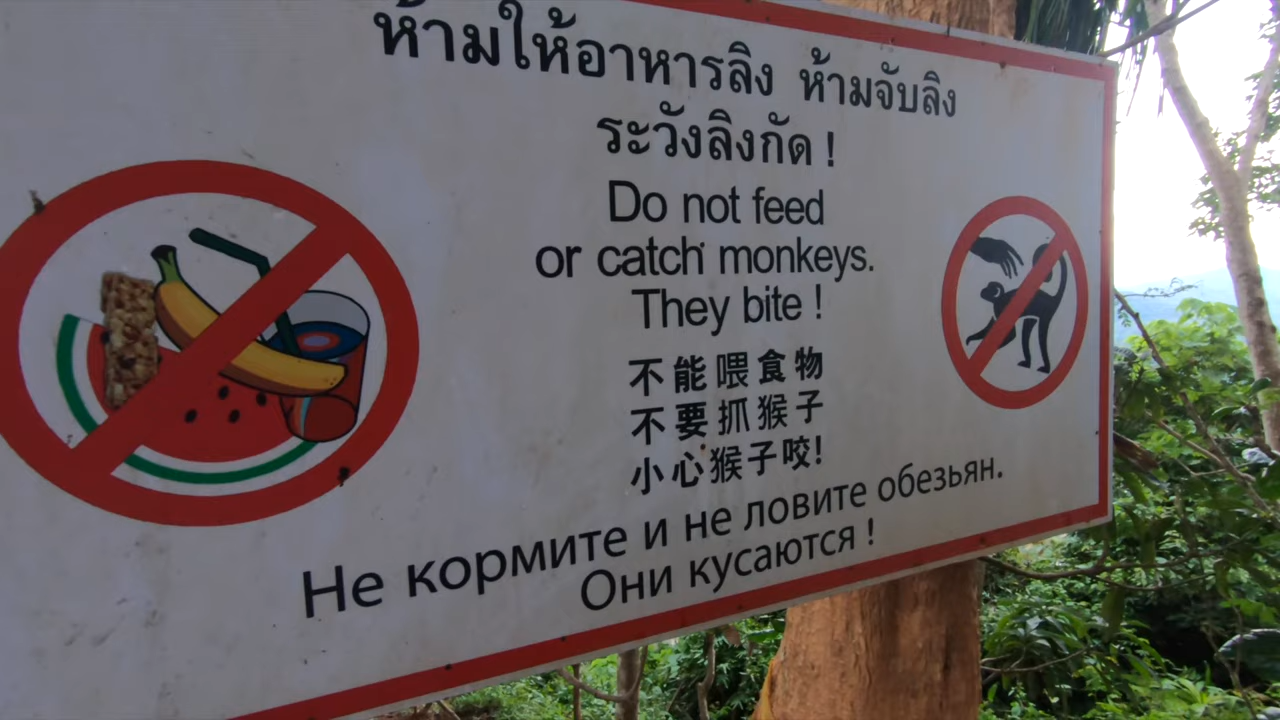 ห้ามให้อาหารลิง ห้ามจับลิง
ระวังลิงกัด !
Do not feed
or catch monkeys.
They bite !
不能喂食物
不要抓猴子
小心猴子咬!
Не кормите и не ловите обезьян.
Они кусаются !